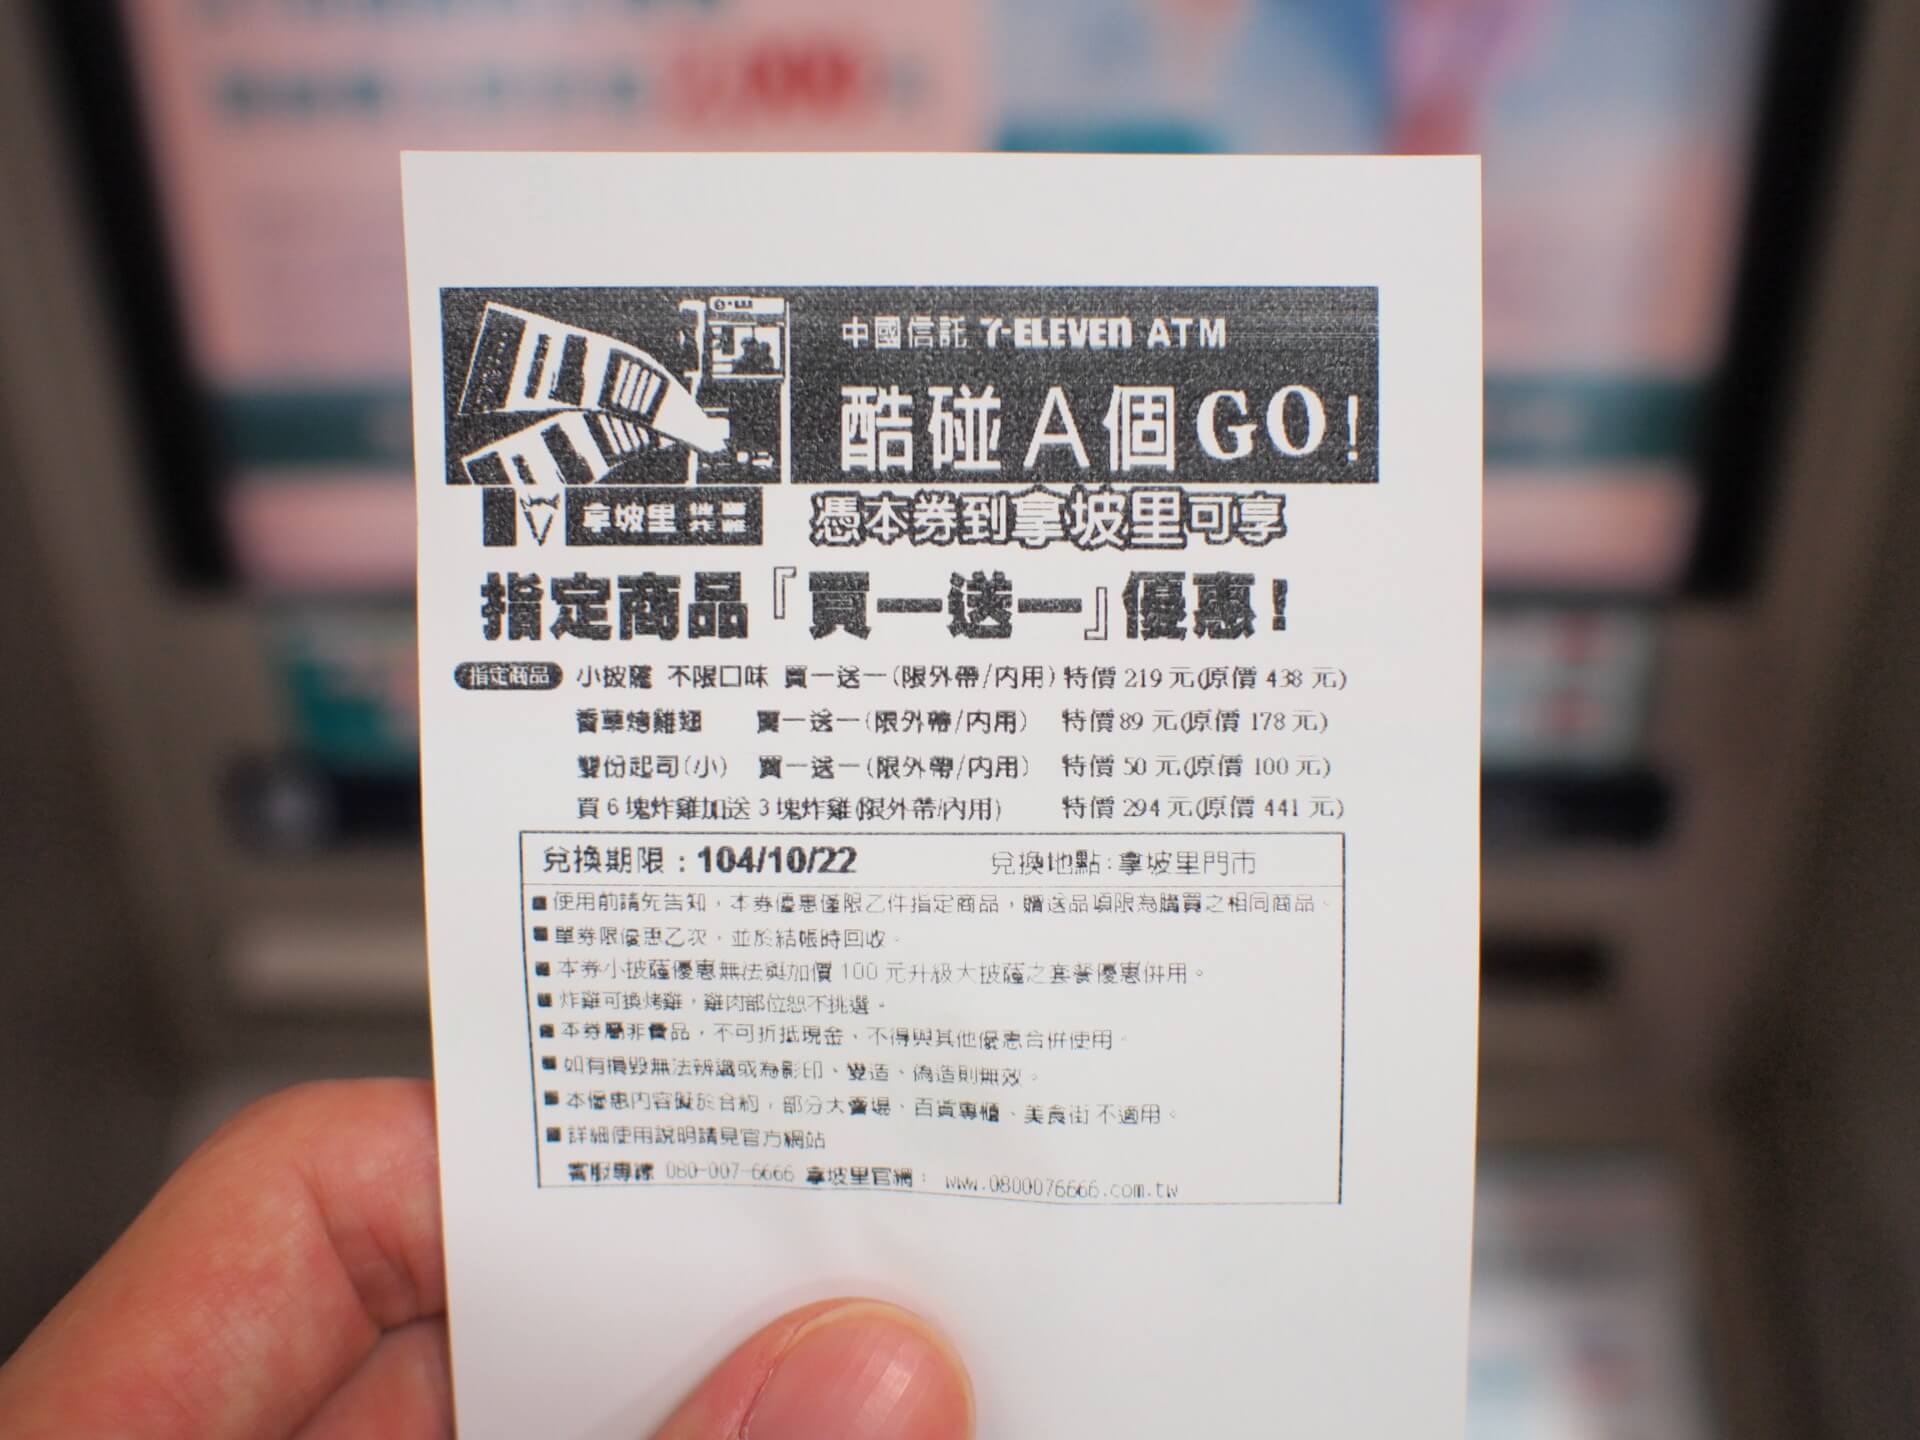 中國信託 7-ELEVEn ATM
酷碰A個GO!
拿坡里 炸雞
憑本券到拿坡里可享
指定商品『買一送一』優惠!
指定商品 小披薩 不限口味 買一送一(限外帶/內用) 特價 219 元(原價 438 元)
香草烤雞翅 買一送一(限外帶/內用) 特價 89 元(原價 178 元)
雙份起司(小) 買一送一(限外帶/內用) 特價 50 元(原價 100 元)
買 6 塊炸雞加送 3 塊炸雞(限外帶/內用) 特價 294 元(原價 441 元)
兌換期限：104/10/22 兌換地點：拿坡里門市
■使用前請先告知，本券優惠僅限乙件指定商品，贈送品項限為購買之相同商品。
■單券限優惠乙次，並於結帳時回收。
■本券小披薩優惠無法與加價 100 元升級大披薩之套餐優惠併用。
■炸雞可換烤雞，雞肉部位恕不挑選。
■本券屬非賣品，不可折抵現金、不得與其他優惠合併使用。
■如有損毀無法辨識或為影印、變造、偽造則無效。
■本優惠內容礙於合約，部分大賣場、百貨專櫃、美食街 不適用。
■詳細使用說明請見官方網站
客服專線 080-007-6666 拿坡里官網： www.0800076666.com.tw